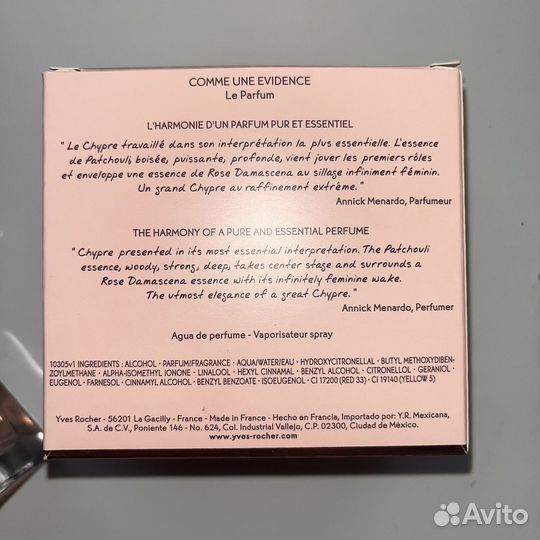 COMME UNE EVIDENCE
Le Parfum
L'HARMONIE D'UN PARFUM PUR ET ESSENTIEL
"Le Chypre travaillé dans son interprétation la plus essentielle. L'essence
de Patchouli, boisée, puissante, profonde, vient jouer les premiers rôles
et enveloppe une essence de Rose Damascena au sillage infiniment féminin.
Un grand Chypre au raffinement extrême."
Annick Menardo, Parfumeur
THE HARMONY OF A PURE AND ESSENTIAL PERFUME
"Chypre presented in its most essential interpretation. The Patchouli
essence, woody, strong, deep, takes center stage and surrounds a
Rose Damascena essence with its infinitely feminine wake.
The utmost elegance of a great Chypre."
Annick Menardo, Perfumer
Agua de perfume - Vaporisateur spray
10305v1 INGREDIENTS : ALCOHOL • PARFUM/FRAGRANCE • AQUA/WATER/EAU • HYDROXYCITRONELLAL • BUTYL METHOXYDIBEN-
ZOYLMETHANE • ALPHA-ISOMETHYL IONONE • LINALOOL • HEXYL CINNAMAL • BENZYL ALCOHOL • CITRONELLOL • GERANIOL •
EUGENOL • FARNESOL • CINNAMYL ALCOHOL • BENZYL BENZOATE • ISOEUGENOL • CI 17200 (RED 33) • CI 19140 (YELLOW 5)
Yves Rocher - 56201 La Gacilly - France - Made in France - Hecho en Francia, Importado por: Y.R. Mexicana,
S.A. de C.V., Poniente 146 - No. 624, Col. Industrial Vallejo, C.P. 02300, Ciudad de México.
www.yves-rocher.com
Avito